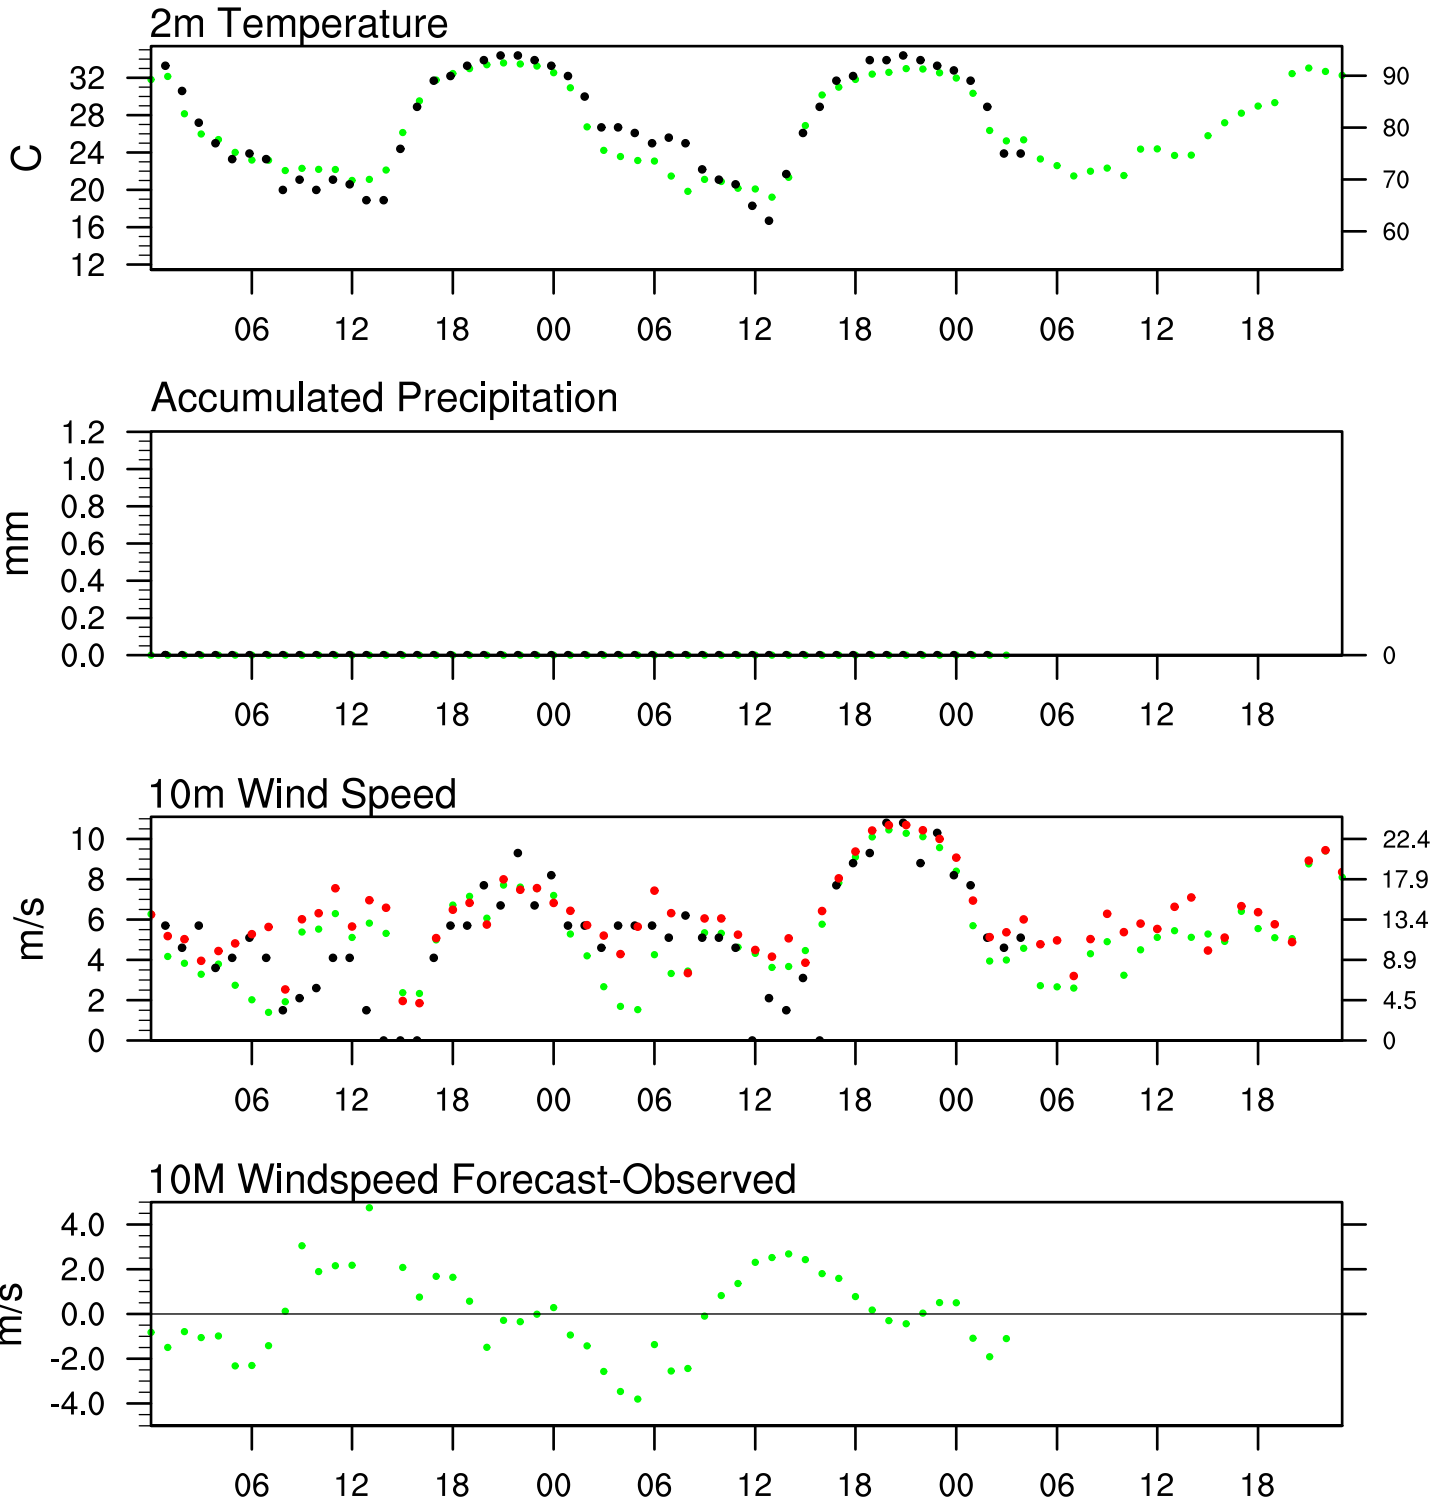 2m Temperature
C
32
28
24
20
16
12
90
80
70
60
06 12 18 00 06 12 18 00 06 12 18
Accumulated Precipitation
mm
1.2
1.0
0.8
0.6
0.4
0.2
0.0
0
06 12 18 00 06 12 18 00 06 12 18
10m Wind Speed
m/s
10
8
6
4
2
0
22.4
17.9
13.4
8.9
4.5
0
06 12 18 00 06 12 18 00 06 12 18
10M Windspeed Forecast-Observed
m/s
4.0
2.0
0.0
-2.0
-4.0
06 12 18 00 06 12 18 00 06 12 18